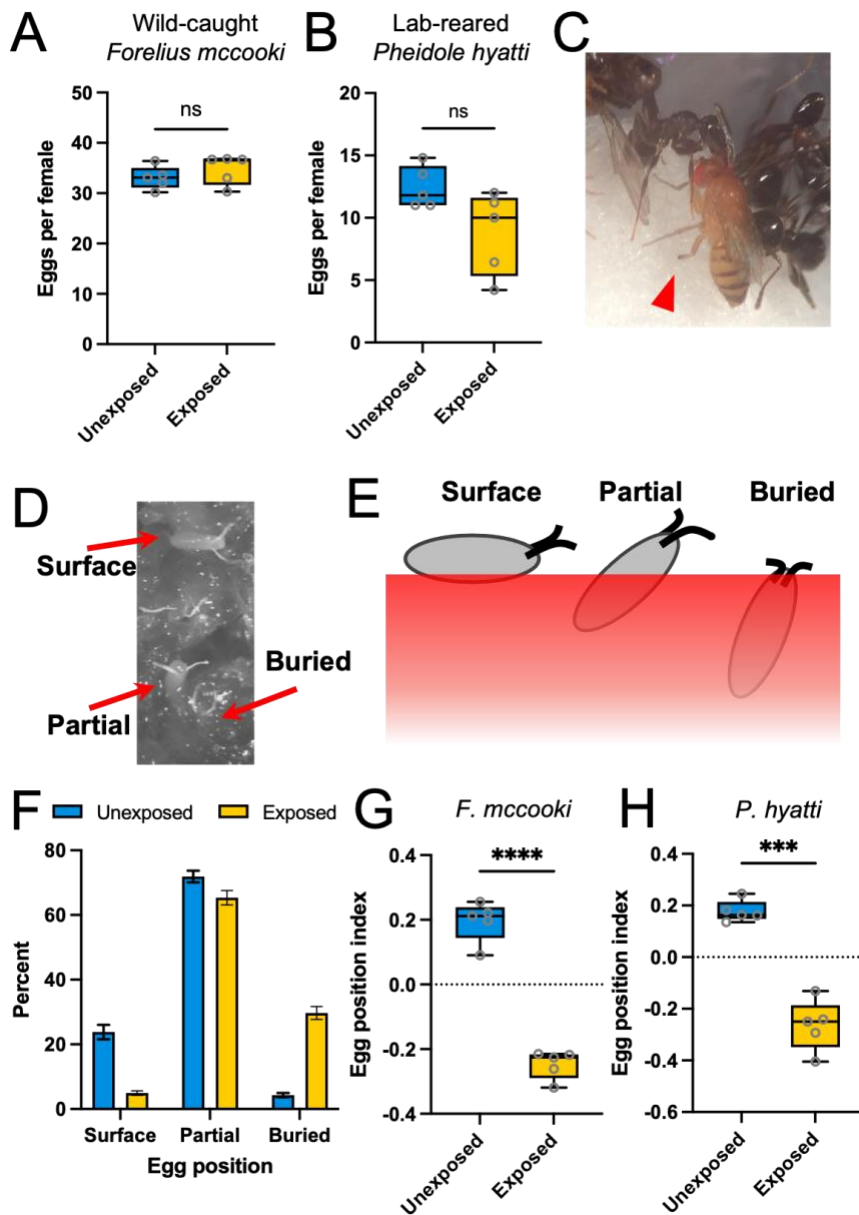 A
Wild-caught
Forelius mccooki
ns
Eggs per female
50
40
30
20
10
0
Unexposed
Exposed
B
Lab-reared
Pheidole hyatti
ns
Eggs per female
20
15
10
5
0
Unexposed
Exposed
C
D
Surface
Partial
Buried
E
Surface
Partial
Buried
F
Unexposed
Exposed
Percent
80
60
40
20
0
Surface
Partial
Buried
Egg position
G
F. mccooki
****
Egg position index
0.4
0.2
0.0
-0.2
-0.4
Unexposed
Exposed
H
P. hyatti
***
Egg position index
0.4
0.2
0.0
-0.2
-0.4
-0.6
Unexposed
Exposed